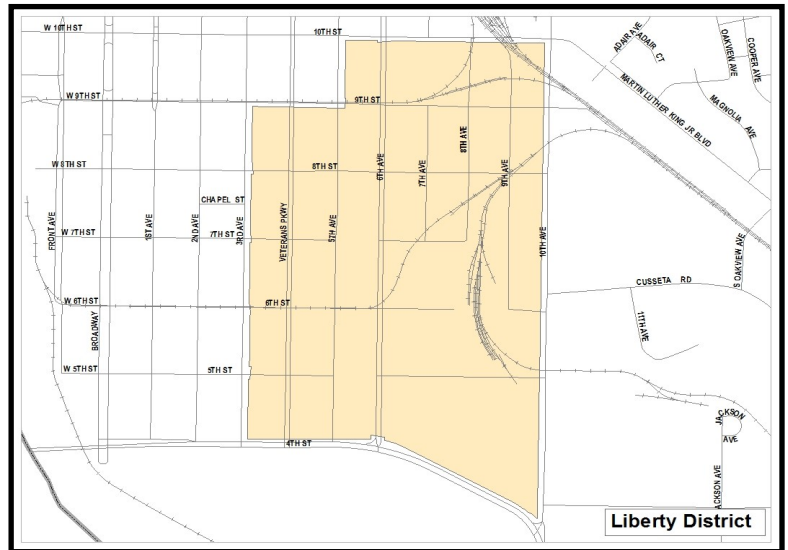 W 10TH ST
10TH ST
ADAIR AVE
ADAIR CT
OAKVIEW AVE
COOPER AVE
MARTIN LUTHER KING JR BLVD
MAGNOLIA AVE
W 9TH ST
9TH ST
W 8TH ST
8TH ST
6TH AVE
7TH AVE
8TH AVE
9TH AVE
CHAPEL ST
FRONT AVE
W 7TH ST
1ST AVE
2ND AVE
7TH ST
3RD AVE
VETERANS PKWY
5TH AVE
10TH AVE
S OAKVIEW AVE
CUSSETA RD
W 6TH ST
6TH ST
BROADWAY
11TH AVE
W 5TH ST
5TH ST
JACKSON
AVE
4TH ST
ACKSON AVE
Liberty District